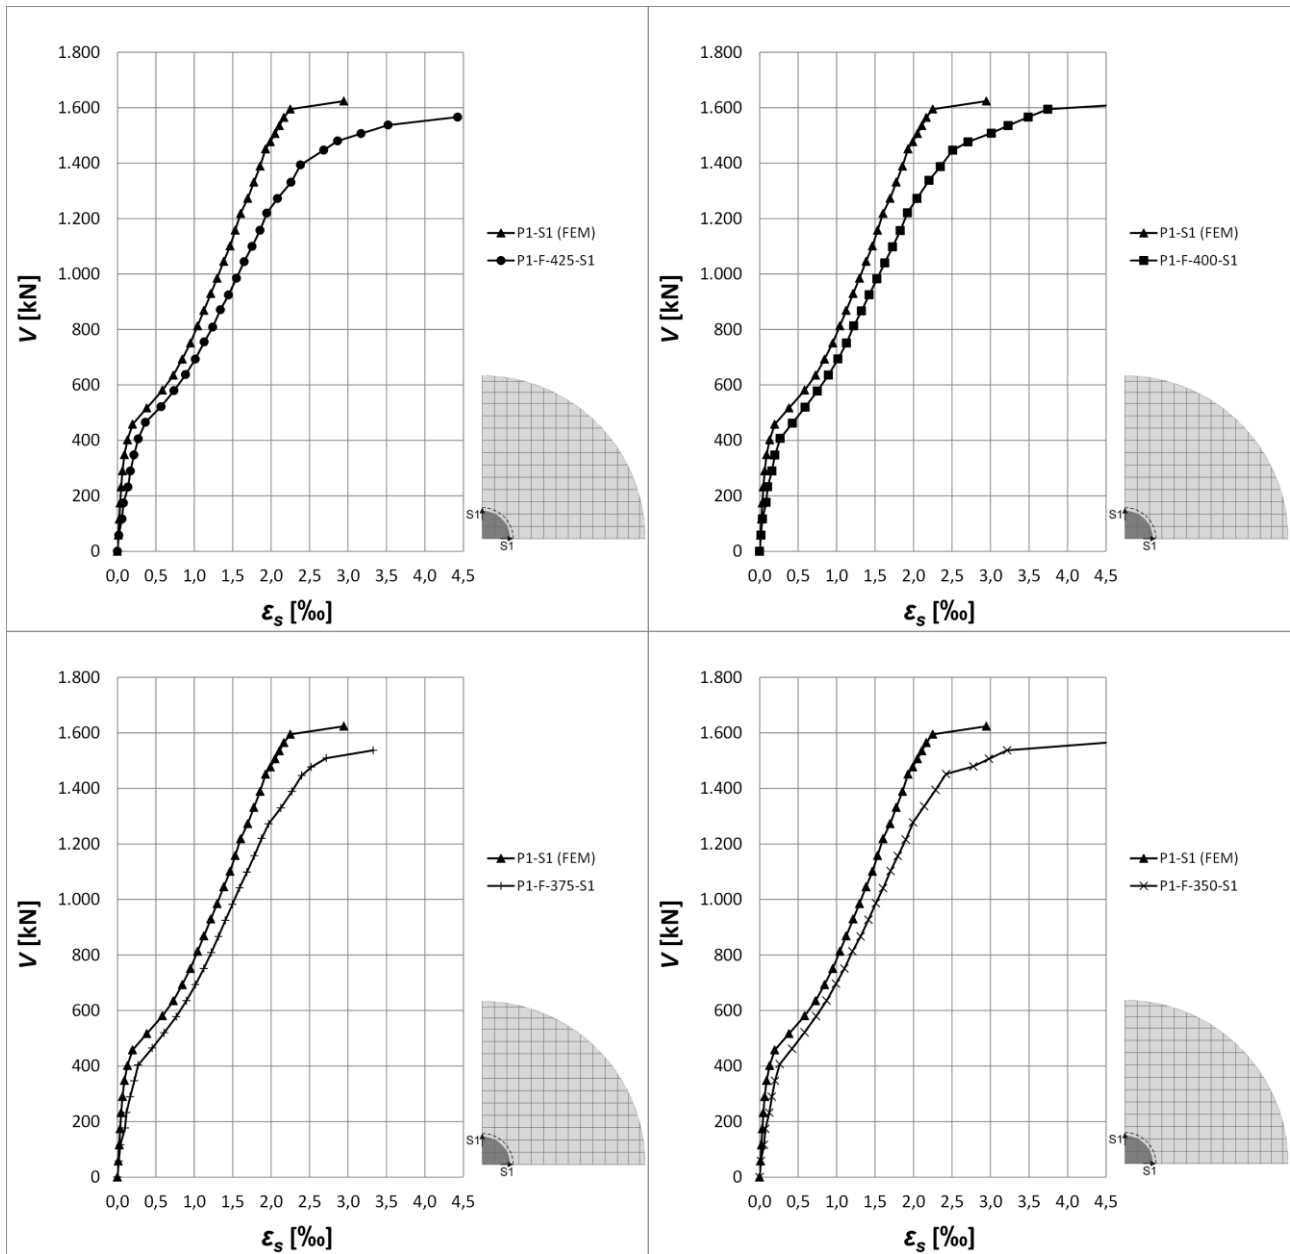 1.800
1.600
1.400
1.200
1.000
800
600
400
200
0
V [kN]
0,0 0,5 1,0 1,5 2,0 2,5 3,0 3,5 4,0 4,5
εs [‰]
P1-S1 (FEM)
P1-F-425-S1
S1
S1
1.800
1.600
1.400
1.200
1.000
800
600
400
200
0
V [kN]
0,0 0,5 1,0 1,5 2,0 2,5 3,0 3,5 4,0 4,5
εs [‰]
P1-S1 (FEM)
P1-F-400-S1
S1
S1
1.800
1.600
1.400
1.200
1.000
800
600
400
200
0
V [kN]
0,0 0,5 1,0 1,5 2,0 2,5 3,0 3,5 4,0 4,5
εs [‰]
P1-S1 (FEM)
P1-F-375-S1
S1
S1
1.800
1.600
1.400
1.200
1.000
800
600
400
200
0
V [kN]
0,0 0,5 1,0 1,5 2,0 2,5 3,0 3,5 4,0 4,5
εs [‰]
P1-S1 (FEM)
P1-F-350-S1
S1
S1